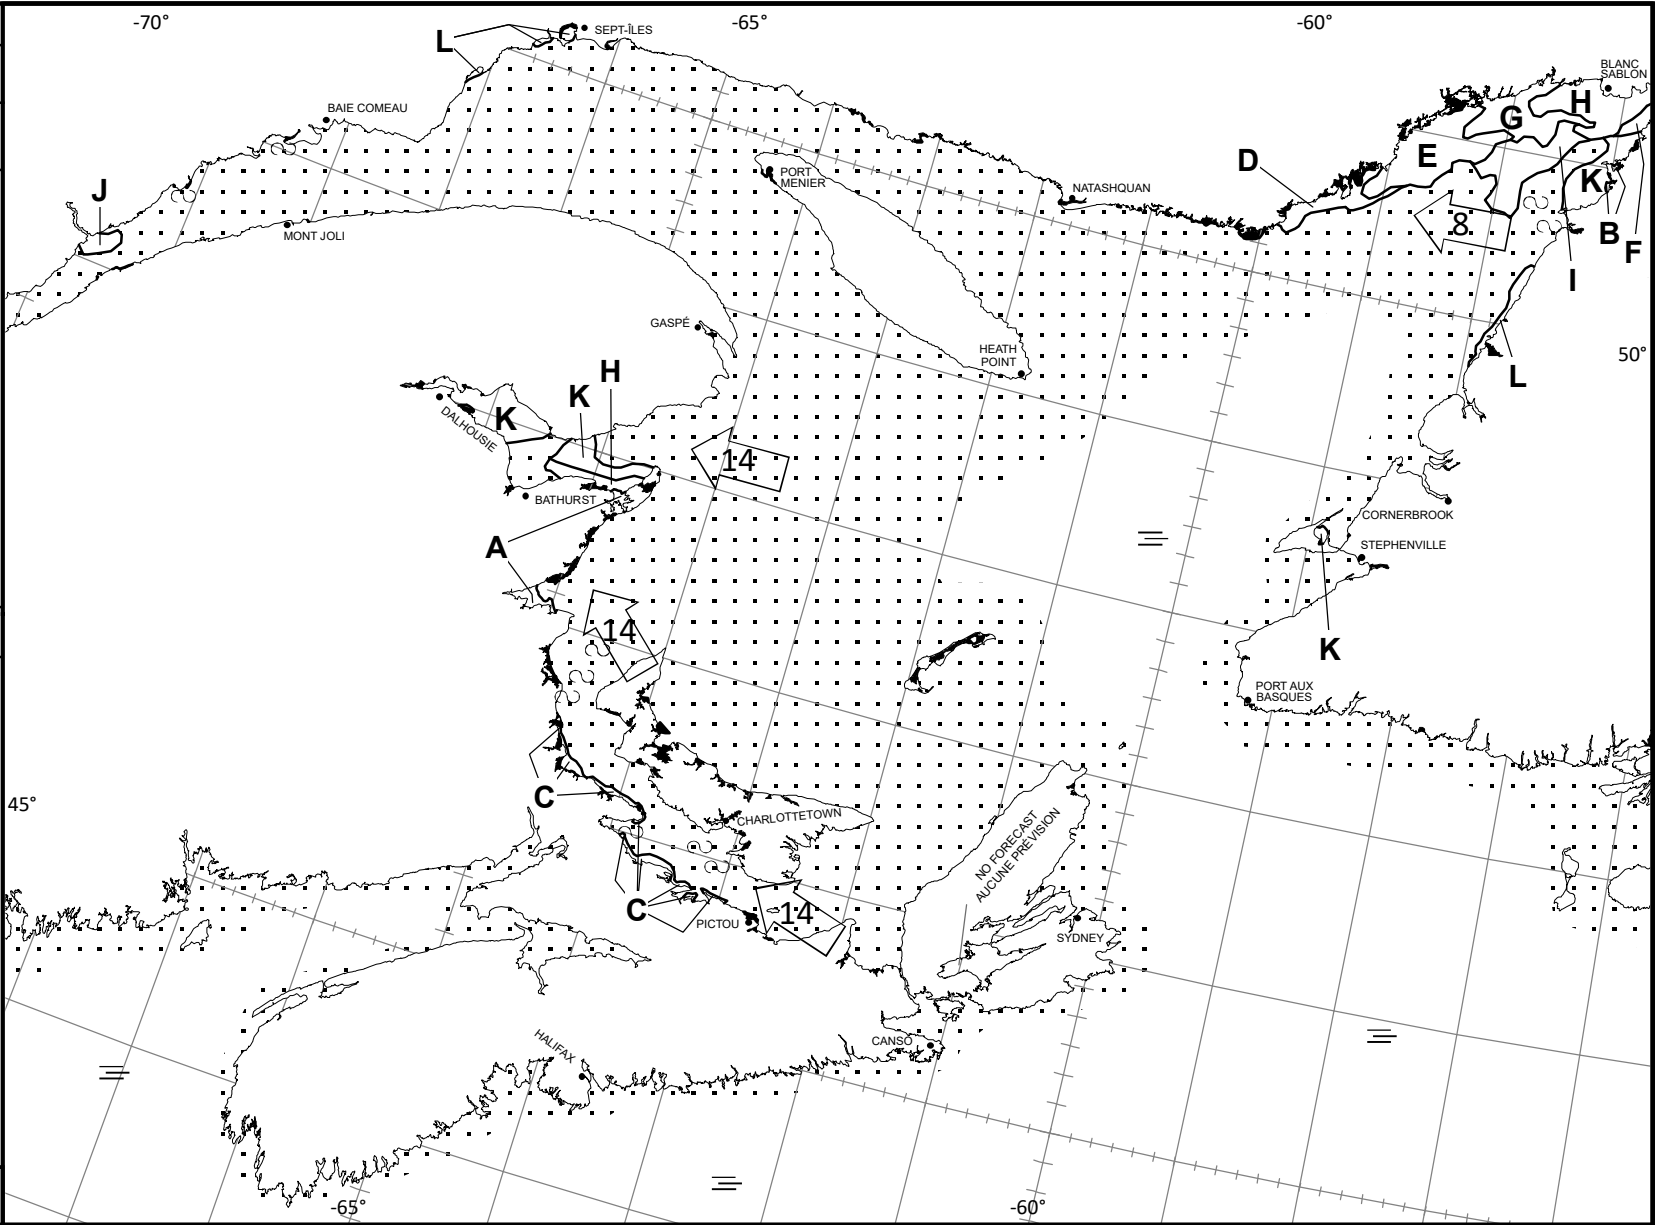 -70°
-65°
-60°
L
SEPT-ÎLES
BLANC
SABLON
H
BAIE COMEAU
G
D
E
PORT
MENIER
J
NATASHQUAN
K
MONT JOLI
8
B
F
I
GASPÉ
HEATH
POINT
50°
H
L
K
K
DALHOUSIE
14
BATHURST
CORNERBROOK
A
STEPHENVILLE
14
K
PORT AUX
BASQUES
C
45°
CHARLOTTETOWN
NO FORECAST
AUCUNE PRÉVISION
C
PICTOU
14
SYDNEY
HALIFAX
CANSO
-65°
-60°